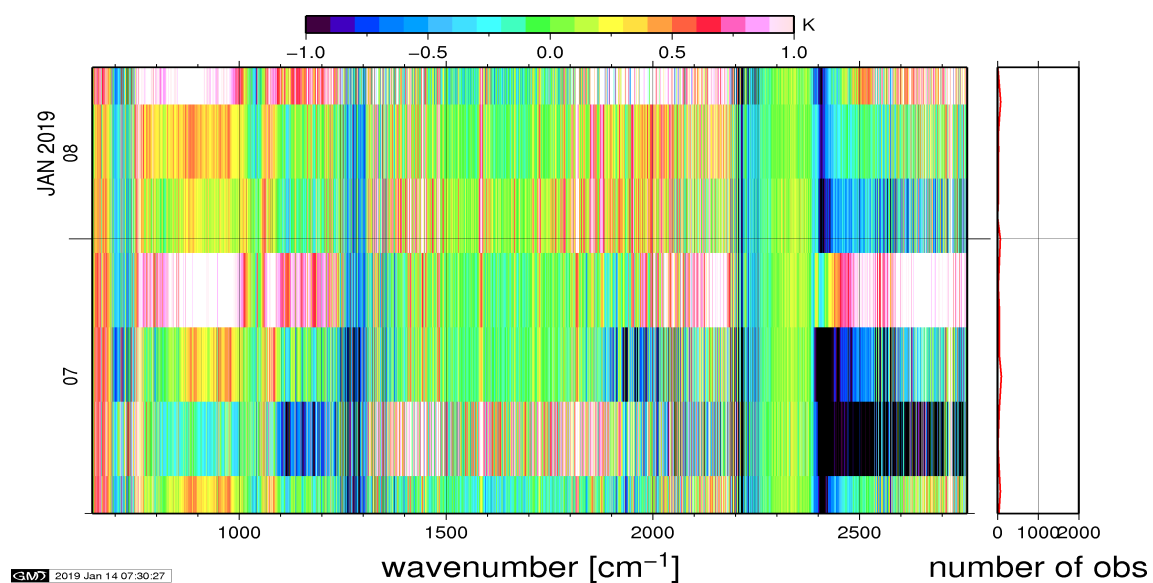 K
−1.0 −0.5 0.0 0.5 1.0
JAN 2019
08
07
1000 1500 2000 2500
wavenumber [cm−1]
0 1000 2000
number of obs
GMT 2019 Jan 14 07:30:27